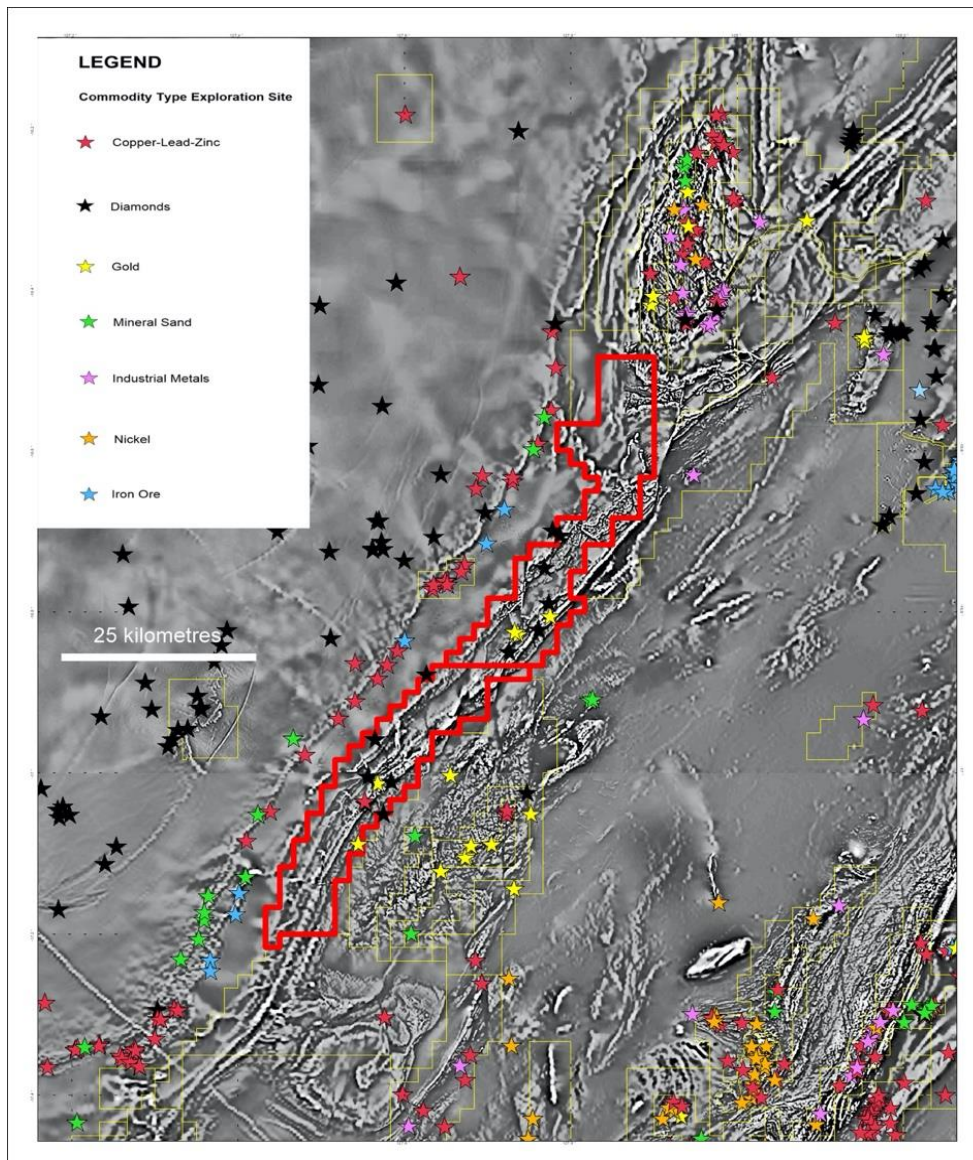 LEGEND
Commodity Type Exploration Site
Copper-Lead-Zinc
Diamonds
Gold
Mineral Sand
Industrial Metals
Nickel
Iron Ore
25 kilometres